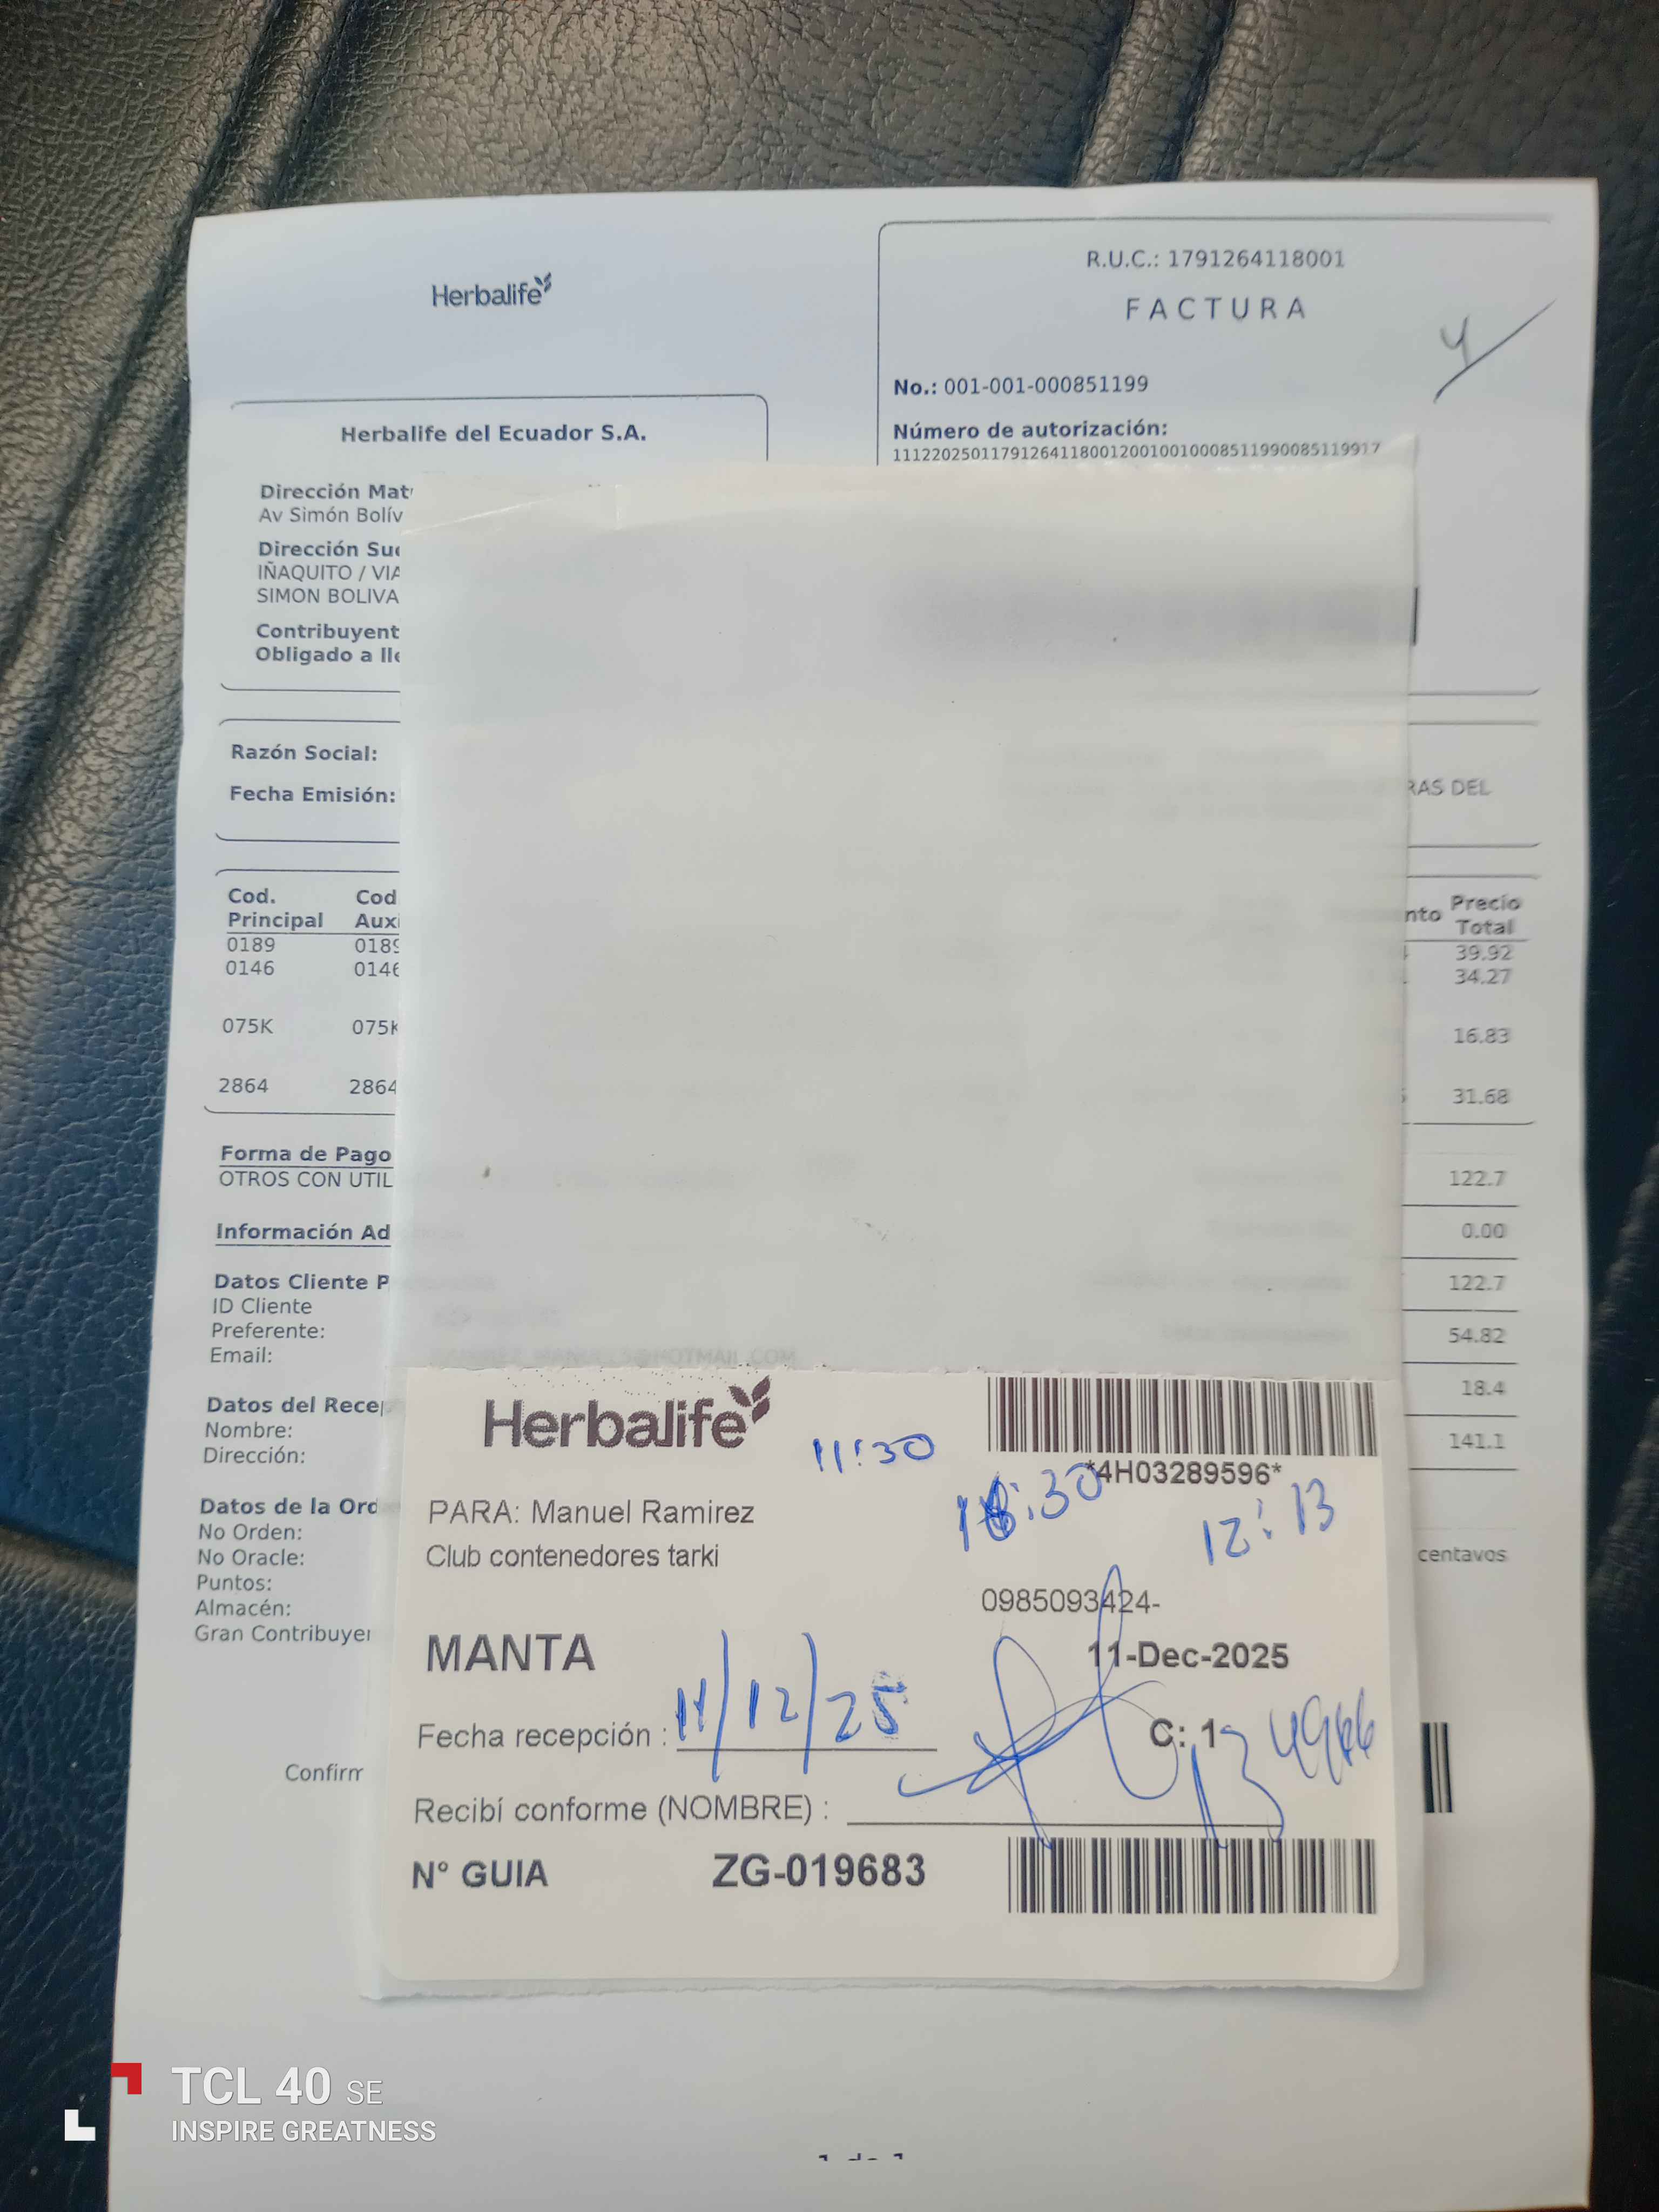 Herbalife
R.U.C.: 1791264118001
FACTURA
No.: 001-001-000851199
Número de autorización:
1112202501179126411800120010010008511990085119917
Herbalife del Ecuador S.A.
Dirección Mat
Av Simón Bolív
Dirección Su
IÑAQUITO / VIA
SIMON BOLIVA
Contribuyent
Obligado a lle
Razón Social:
Fecha Emisión:
RAS DEL
Cod. Principal Cod Auxi nto Precio Total
0189 0189 39.92
0146 0146 34.27
075K 075K 16.83
2864 2864 31.68
Forma de Pago
OTROS CON UTIL 122.7
Información Ad 0.00
Datos Cliente P 122.7
ID Cliente
Preferente: 54.82
Email:
18.4
Datos del Rece
Nombre: 141.1
Dirección:
Datos de la Ord
No Orden:
No Oracle: centavos
Puntos:
Almacén:
Gran Contribuyer
Confirm
Herbalife
11:30
*4H03289596*
:30
12:13
PARA: Manuel Ramirez
Club contenedores tarki
0985093424-
MANTA
11-Dec-2025
Fecha recepción : 11/12/25
C: 1
Recibí conforme (NOMBRE) :
N° GUIA ZG-019683
TCL 40 SE
INSPIRE GREATNESS